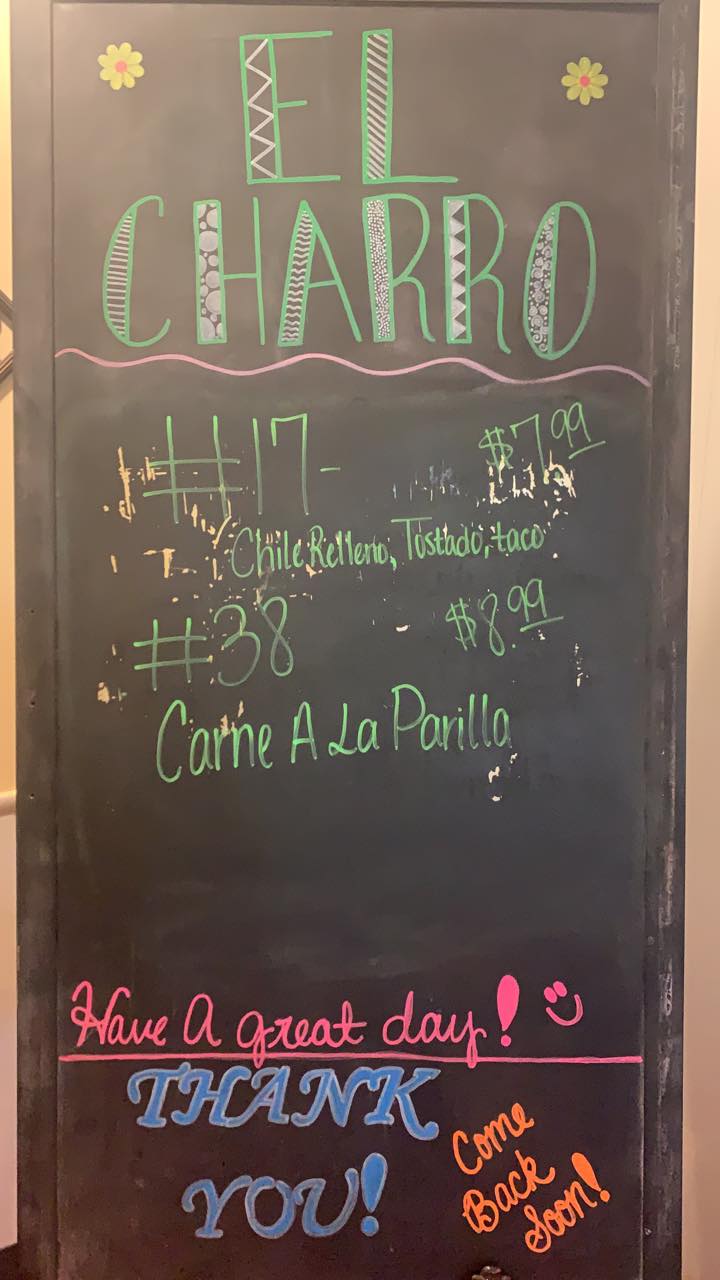 EL
CHARRO
#17- $7.99
Chile Relleno, Tostado, taco
#38 $8.99
Carne A La Parilla
Have A great day!
THANK
YOU!
Come
Back
Soon!